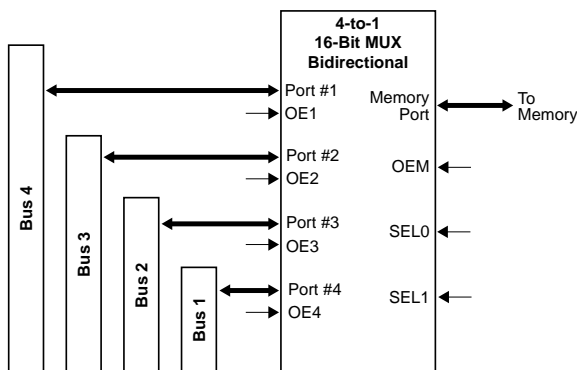 4-to-1
16-Bit MUX
Bidirectional
Port #1
OE1
Memory
Port
To
Memory
Port #2
OE2
OEM
Port #3
OE3
SEL0
Port #4
OE4
SEL1
Bus 4
Bus 3
Bus 2
Bus 1